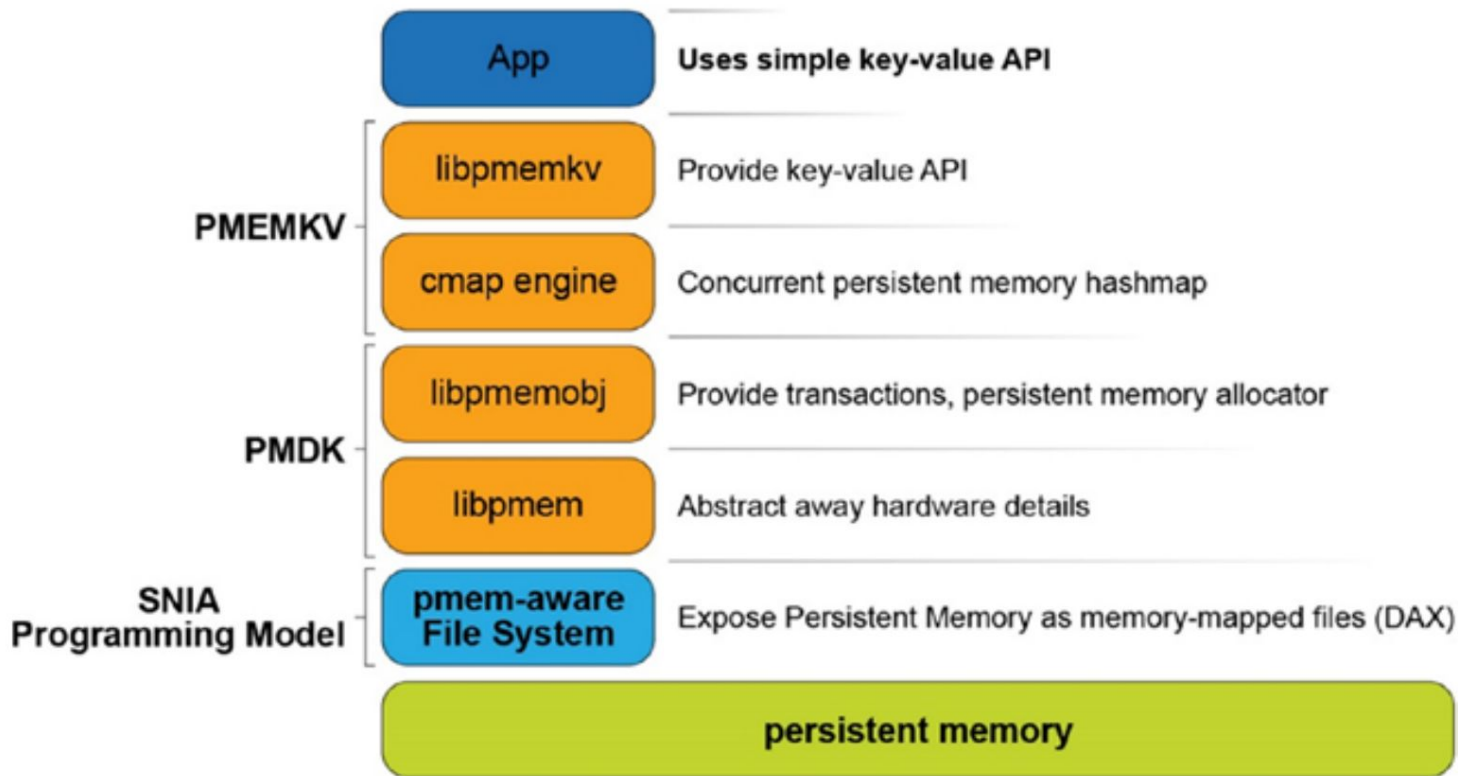 App
Uses simple key-value API
PMEMKV
libpmemkv
Provide key-value API
cmap engine
Concurrent persistent memory hashmap
PMDK
libpmemobj
Provide transactions, persistent memory allocator
libpmem
Abstract away hardware details
SNIA
Programming Model
pmem-aware
File System
Expose Persistent Memory as memory-mapped files (DAX)
persistent memory